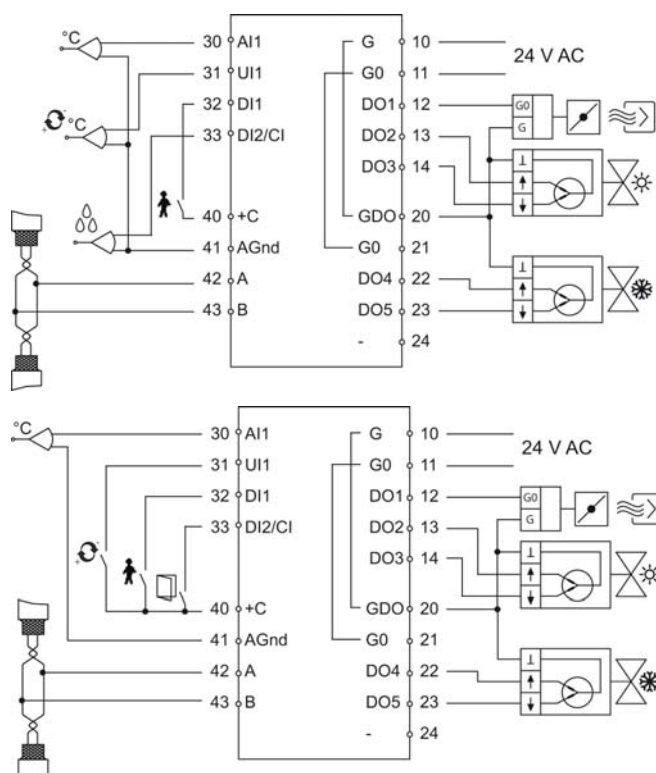 °C 30 AI1 G 10 24 V AC
31 UI1 G0 11
°C 32 DI1 DO1 12 G0
33 DI2/CI DO2 13 G
DO3 14 ⊥
↑
↓
40 +C GDO 20
41 AGnd G0 21 ⊥
42 A DO4 22 ↑
43 B DO5 23 ↓
- 24
°C 30 AI1 G 10 24 V AC
31 UI1 G0 11
32 DI1 DO1 12 G0
33 DI2/CI DO2 13 G
DO3 14 ⊥
↑
↓
40 +C GDO 20
41 AGnd G0 21
42 A DO4 22 ⊥
↑
43 B DO5 23 ↓
- 24